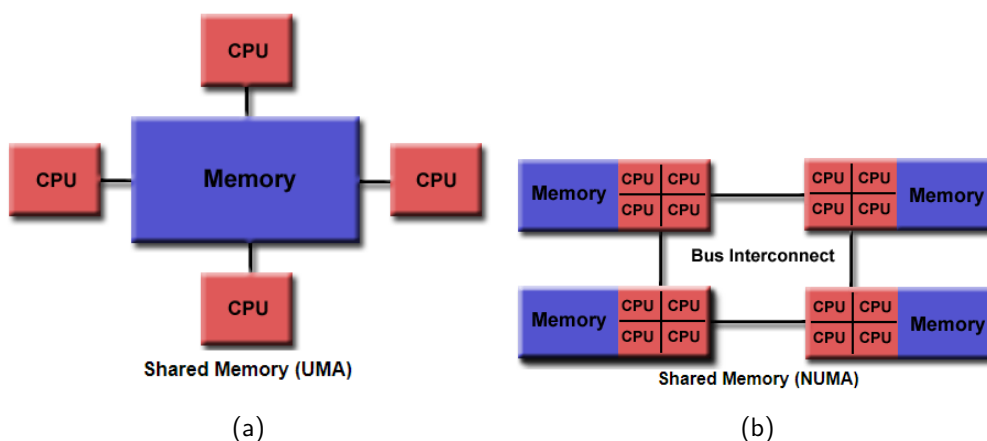 CPU
CPU Memory CPU
CPU
Shared Memory (UMA)
(a)
Memory CPU CPU CPU CPU Memory
CPU CPU CPU CPU
Bus Interconnect
Memory CPU CPU CPU CPU Memory
CPU CPU CPU CPU
Shared Memory (NUMA)
(b)